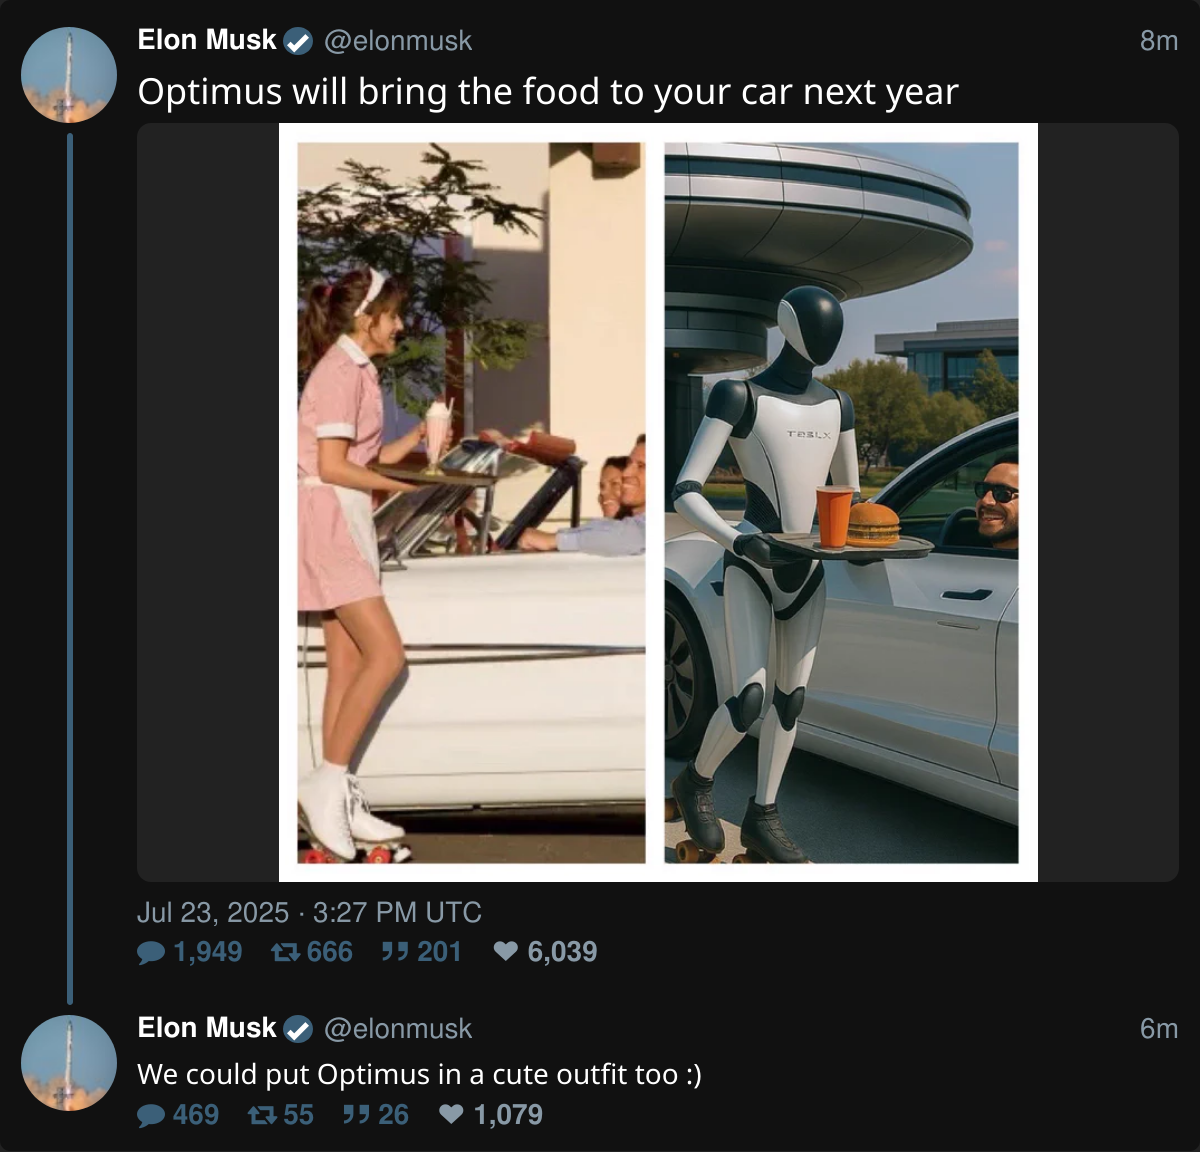 Elon Musk @elonmusk 8m
Optimus will bring the food to your car next year
TESLX
Jul 23, 2025 · 3:27 PM UTC
1,949 666 201 6,039
Elon Musk @elonmusk 6m
We could put Optimus in a cute outfit too :)
469 55 26 1,079